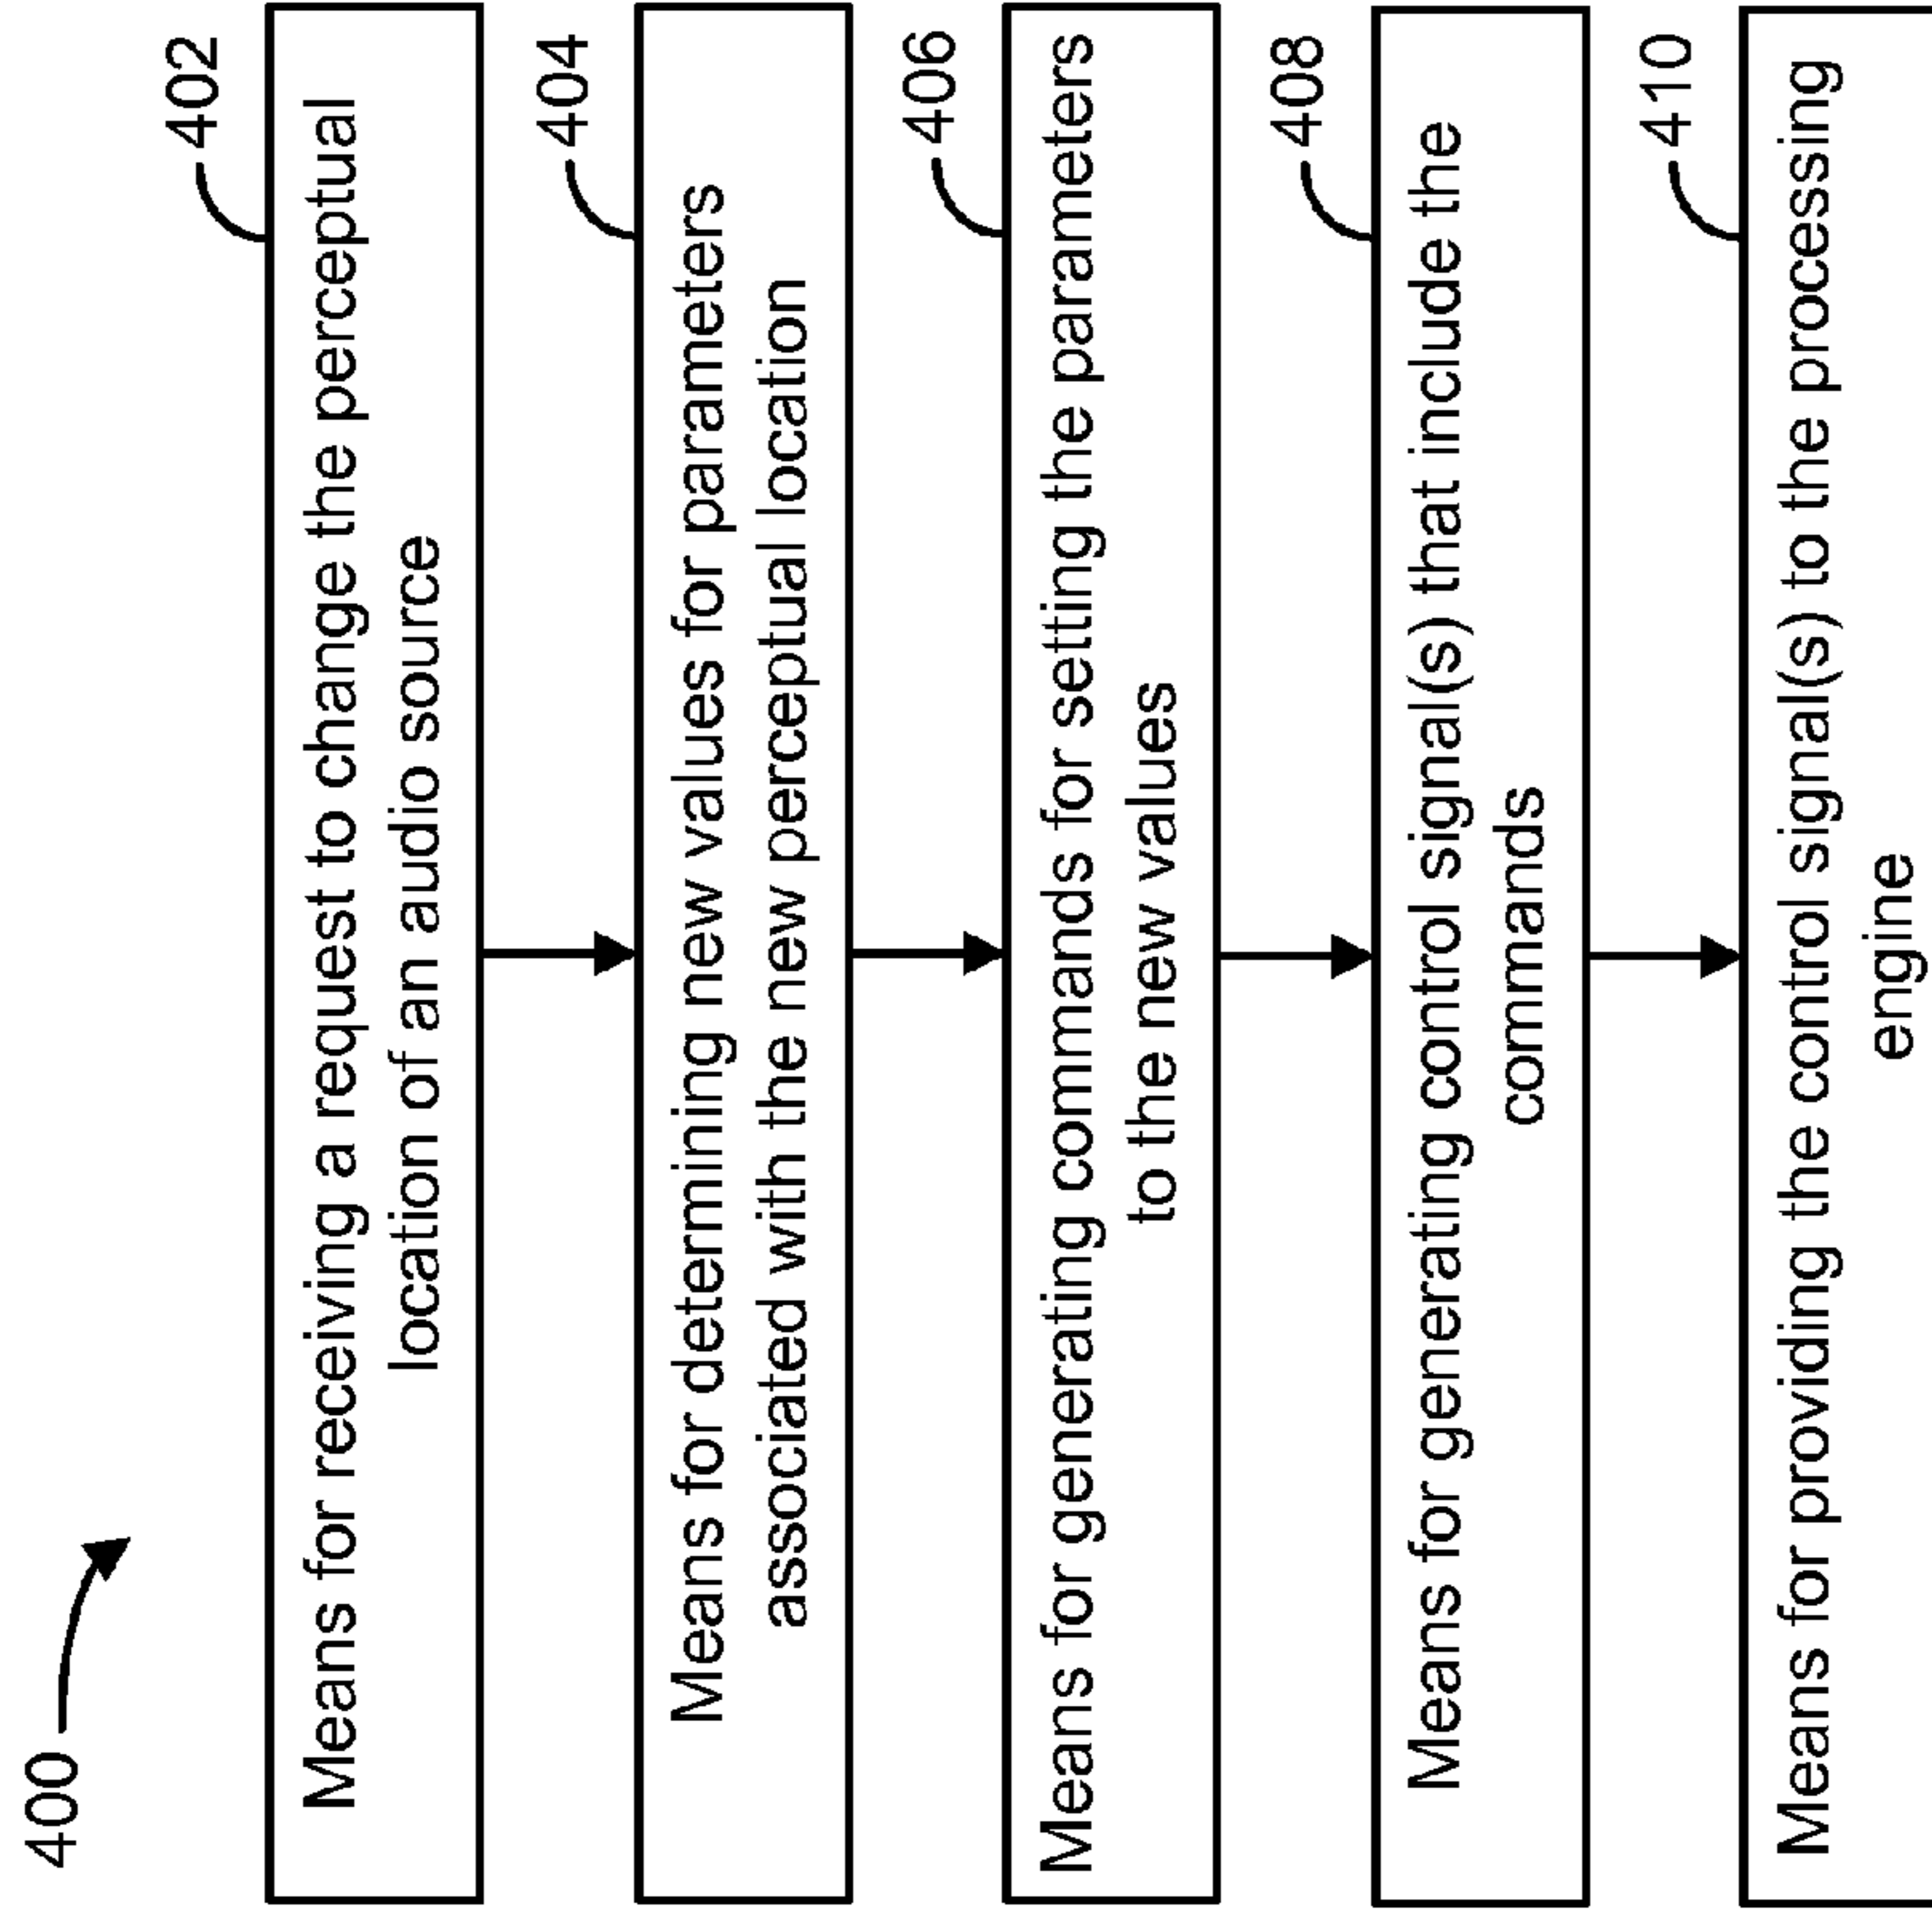 400
402
Means for receiving a request to change the perceptual
location of an audio source
404
Means for determining new values for parameters
associated with the new perceptual location
406
Means for generating commands for setting the parameters
to the new values
408
Means for generating control signal(s) that include the
commands
410
Means for providing the control signal(s) to the processing
engine